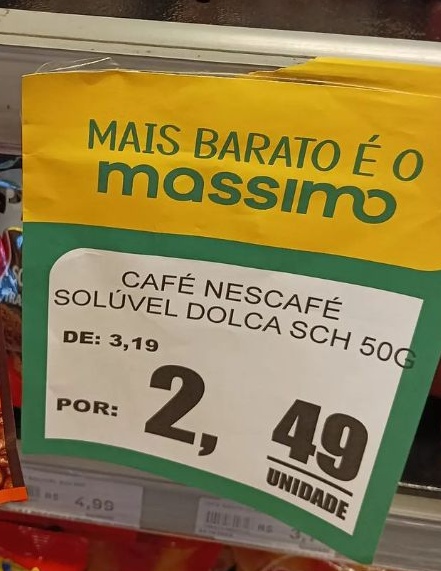 MAIS BARATO É O
massimo
CAFÉ NESCAFÉ
SOLÚVEL DOLCA SCH 50G
DE: 3,19
POR: 2,49
UNIDADE
R$ 4,99
R$